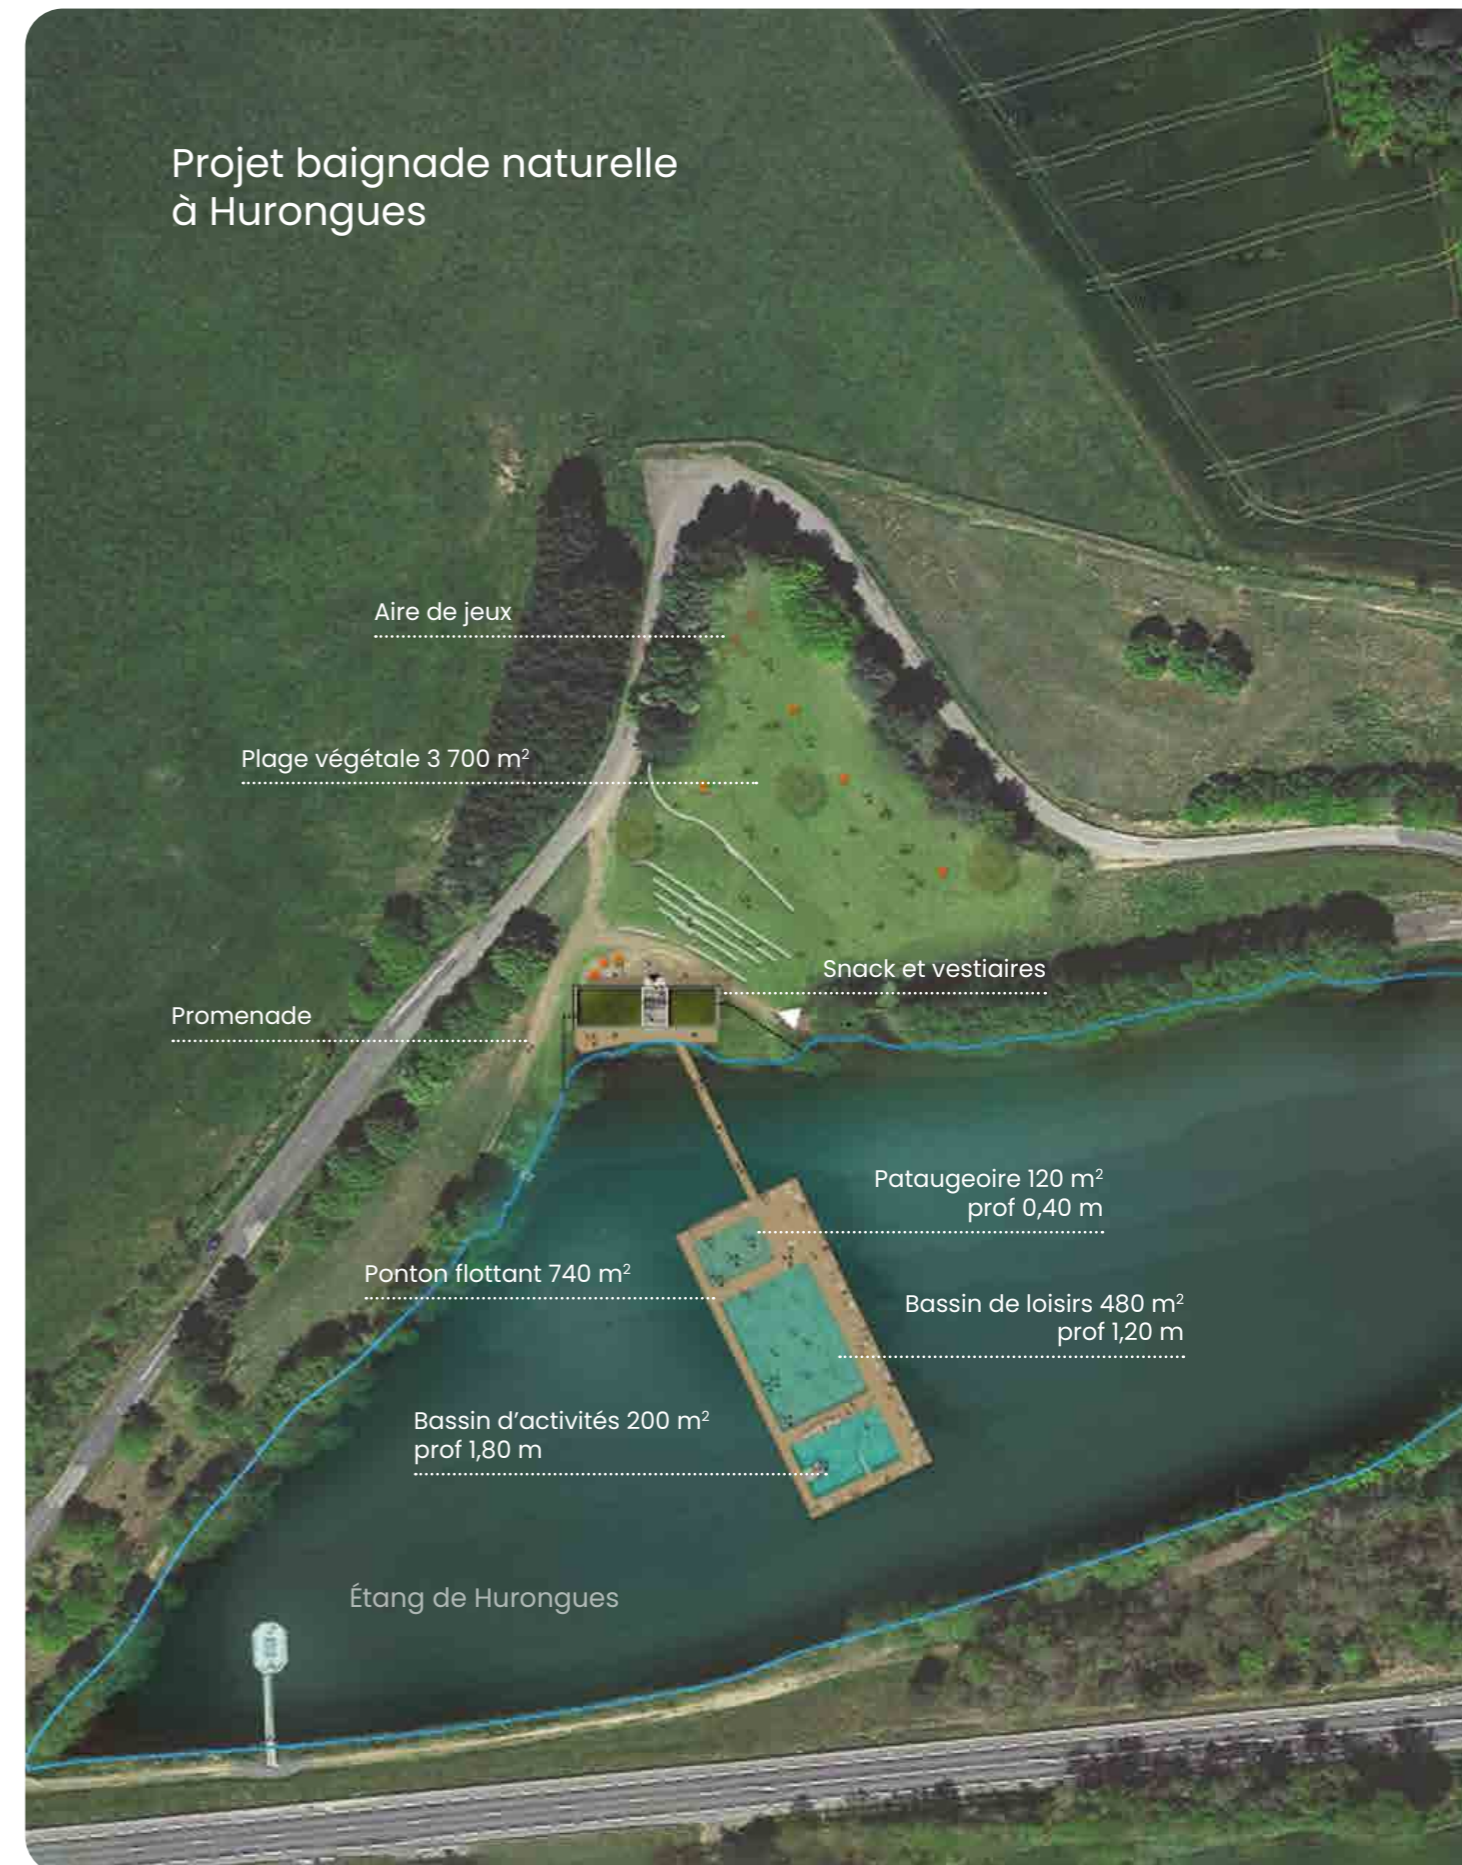 Projet baignade naturelle
à Hurongues
Aire de jeux
Plage végétale 3 700 m²
Snack et vestiaires
Promenade
Pataugeoire 120 m²
prof 0,40 m
Ponton flottant 740 m²
Bassin de loisirs 480 m²
prof 1,20 m
Bassin d’activités 200 m²
prof 1,80 m
Étang de Hurongues